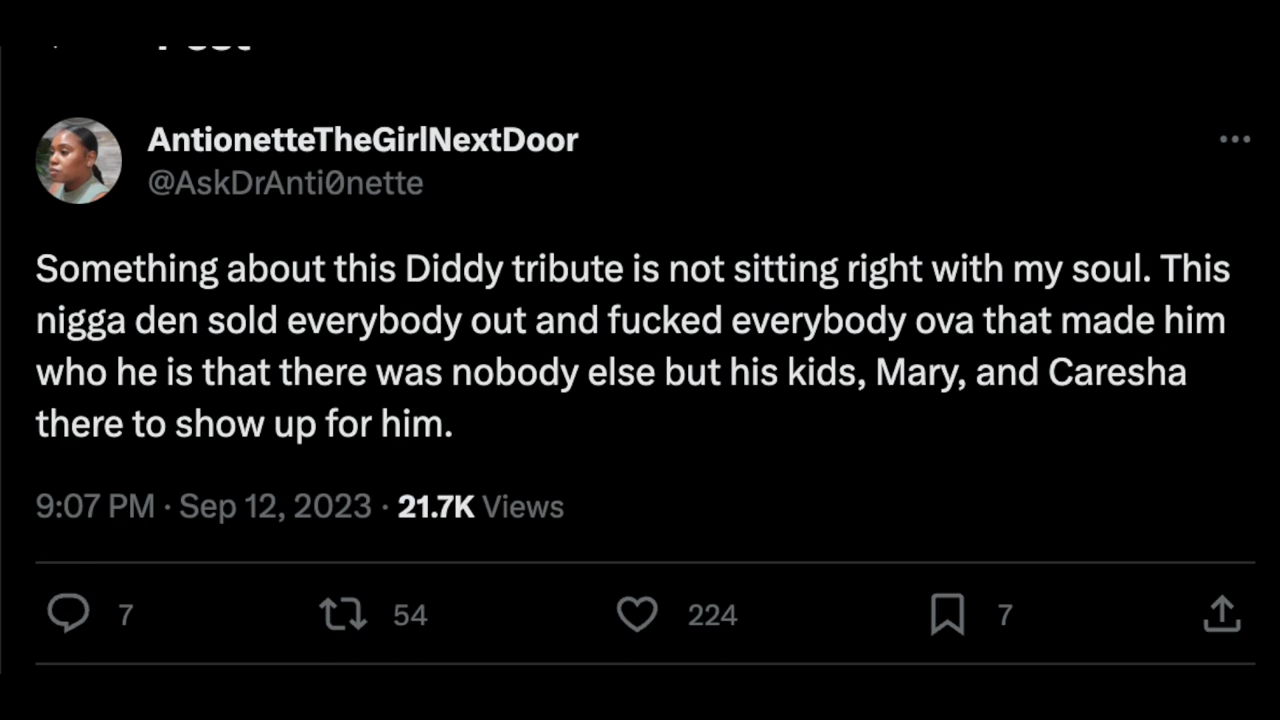 AntionetteTheGirlNextDoor
@AskDrAnti0nette
Something about this Diddy tribute is not sitting right with my soul. This
nigga den sold everybody out and fucked everybody ova that made him
who he is that there was nobody else but his kids, Mary, and Caresha
there to show up for him.
9:07 PM · Sep 12, 2023 · 21.7K Views
7 54 224 7